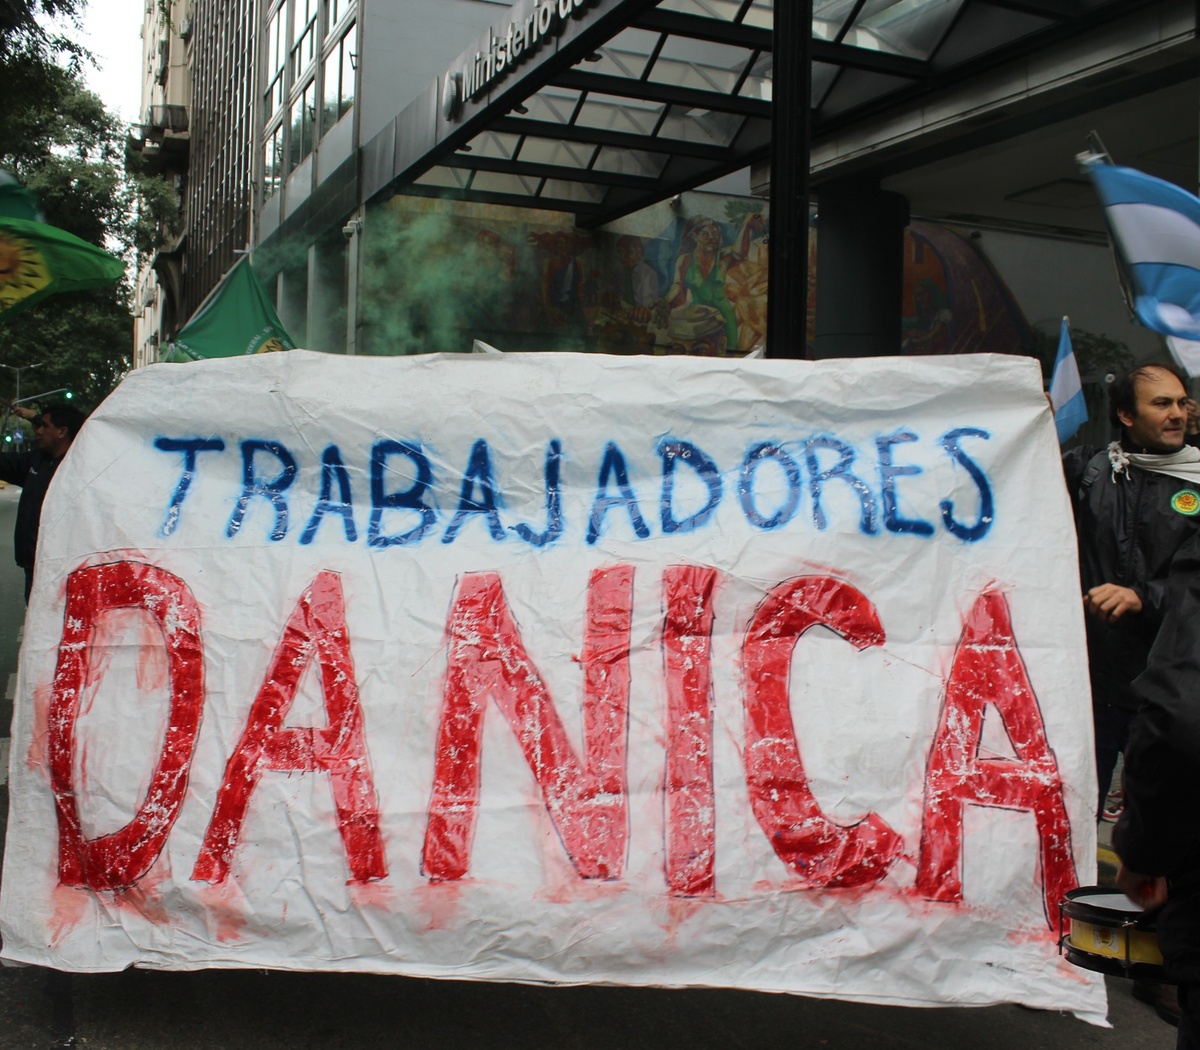 Ministerio de
TRABAJADORES
DANICA